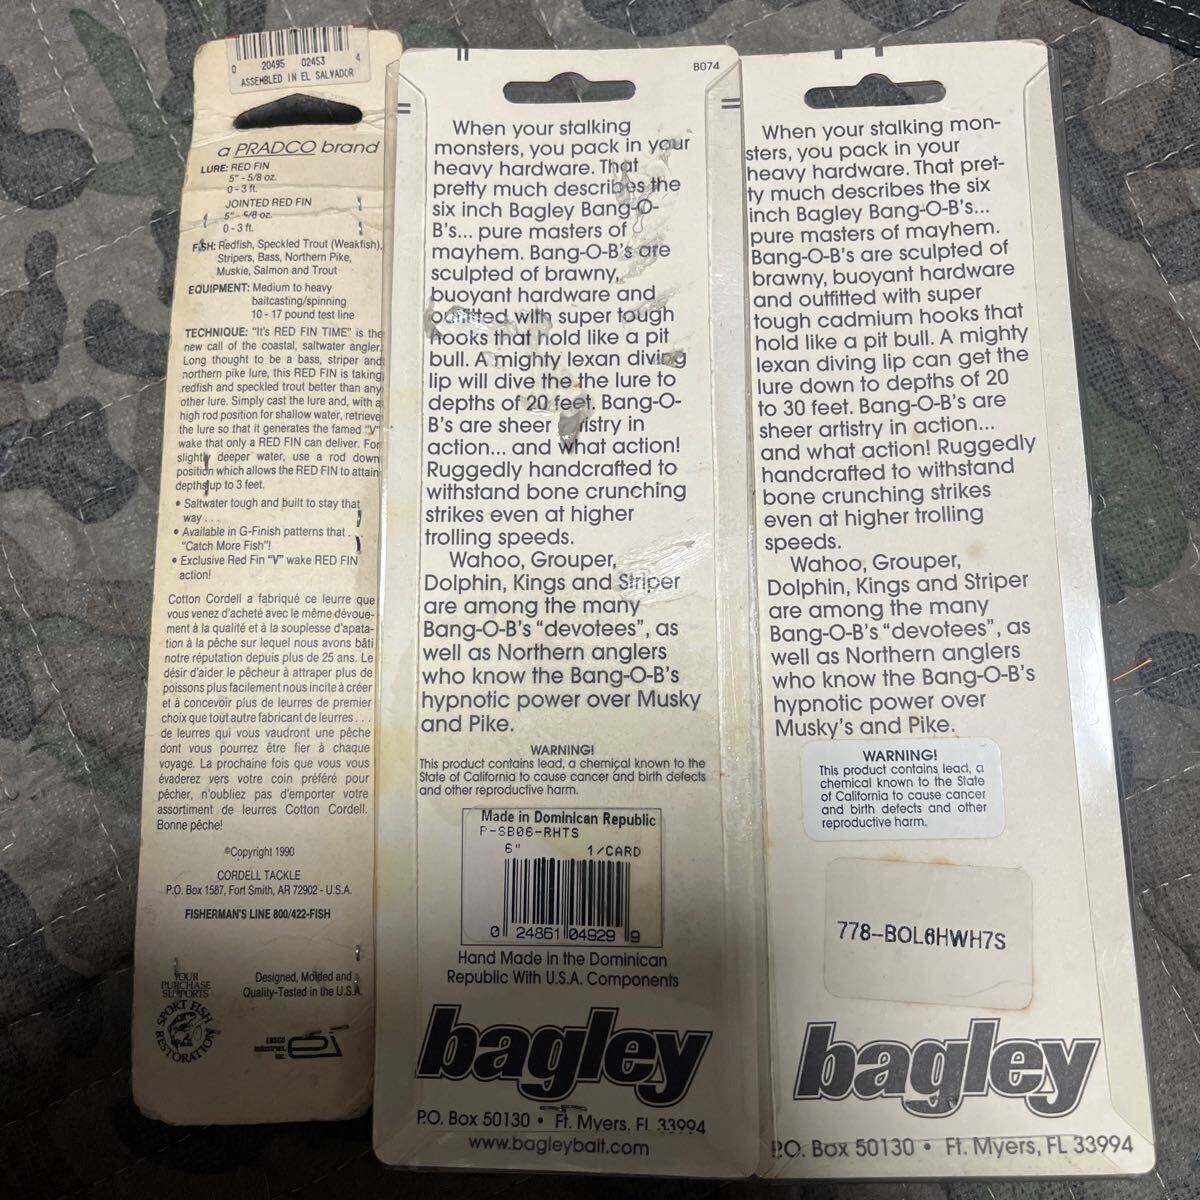 0 20495 02453 4
ASSEMBLED IN EL SALVADOR
a PRADCO brand
LURE: RED FIN
5" - 5/8 oz.
0 - 3 ft.
JOINTED RED FIN
5" - 5/8 oz.
0 - 3 ft.
FISH: Redfish, Speckled Trout (Weakfish),
Stripers, Bass, Northern Pike,
Muskie, Salmon and Trout
EQUIPMENT: Medium to heavy
baitcasting/spinning
10 - 17 pound test line
TECHNIQUE: "It's RED FIN TIME" is the
new call of the coastal, saltwater angler.
Long thought to be a bass, striper and
northern pike lure, this RED FIN is taking
redfish and speckled trout better than any
other lure. Simply cast the lure and, with a
high rod position for shallow water, retrieve
the lure so that it generates the famed "V"
wake that only a RED FIN can deliver. For
slightly deeper water, use a rod down
position which allows the RED FIN to attain
depths up to 3 feet.
• Saltwater tough and built to stay that
way . . .
• Available in G-Finish patterns that
"Catch More Fish"!
• Exclusive Red Fin "V" wake RED FIN
action!
Cotton Cordell a fabriqué ce leurre que
vous venez d'acheté avec le même dévoue-
ment à la qualité et à la souplesse d'apata-
tion à la pêche sur lequel nous avons bâti
notre réputation depuis plus de 25 ans. Le
désir d'aider le pêcheur à attraper plus de
poissons plus facilement nous incite à créer
et à concevoir plus de leurres de premier
choix que tout autre fabricant de leurres . . .
de leurres qui vous vaudront une pêche
dont vous pourrez être fier à chaque
voyage. La prochaine fois que vous vous
évaderez vers votre coin préféré pour
pêcher, n'oubliez pas d'emporter votre
assortiment de leurres Cotton Cordell.
Bonne pêche!
©Copyright 1990
CORDELL TACKLE
P.O. Box 1587, Fort Smith, AR 72902 - U.S.A.
FISHERMAN'S LINE 800/422-FISH
YOUR
PURCHASE
SUPPORTS
SPORT FISH
RESTORATION
Designed, Molded and
Quality-Tested in the U.S.A.
EBSCO
Industries,
Inc.
B074
When your stalking
monsters, you pack in your
heavy hardware. That
pretty much describes the
six inch Bagley Bang-O-
B's... pure masters of
mayhem. Bang-O-B's are
sculpted of brawny,
buoyant hardware and
outfitted with super tough
hooks that hold like a pit
bull. A mighty lexan diving
lip will dive the the lure to
depths of 20 feet. Bang-O-
B's are sheer artistry in
action... and what action!
Ruggedly handcrafted to
withstand bone crunching
strikes even at higher
trolling speeds.
Wahoo, Grouper,
Dolphin, Kings and Striper
are among the many
Bang-O-B's "devotees", as
well as Northern anglers
who know the Bang-O-B's
hypnotic power over Musky
and Pike.
WARNING!
This product contains lead, a chemical known to the
State of California to cause cancer and birth defects
and other reproductive harm.
Made in Dominican Republic
P-SB06-RHTS
6" 1/CARD
0 24861 04929 9
Hand Made in the Dominican
Republic With U.S.A. Components
bagley
P.O. Box 50130 • Ft. Myers, FL 33994
www.bagleybait.com
When your stalking mon-
sters, you pack in your
heavy hardware. That pret-
ty much describes the six
inch Bagley Bang-O-B's...
pure masters of mayhem.
Bang-O-B's are sculpted of
brawny, buoyant hardware
and outfitted with super
tough cadmium hooks that
hold like a pit bull. A mighty
lexan diving lip can get the
lure down to depths of 20
to 30 feet. Bang-O-B's are
sheer artistry in action...
and what action! Ruggedly
handcrafted to withstand
bone crunching strikes
even at higher trolling
speeds.
Wahoo, Grouper,
Dolphin, Kings and Striper
are among the many
Bang-O-B's "devotees", as
well as Northern anglers
who know the Bang-O-B's
hypnotic power over
Musky's and Pike.
WARNING!
This product contains lead, a
chemical known to the State
of California to cause cancer
and birth defects and other
reproductive harm.
778--BOL6HWH7S
bagley
P.O. Box 50130 • Ft. Myers, FL 33994